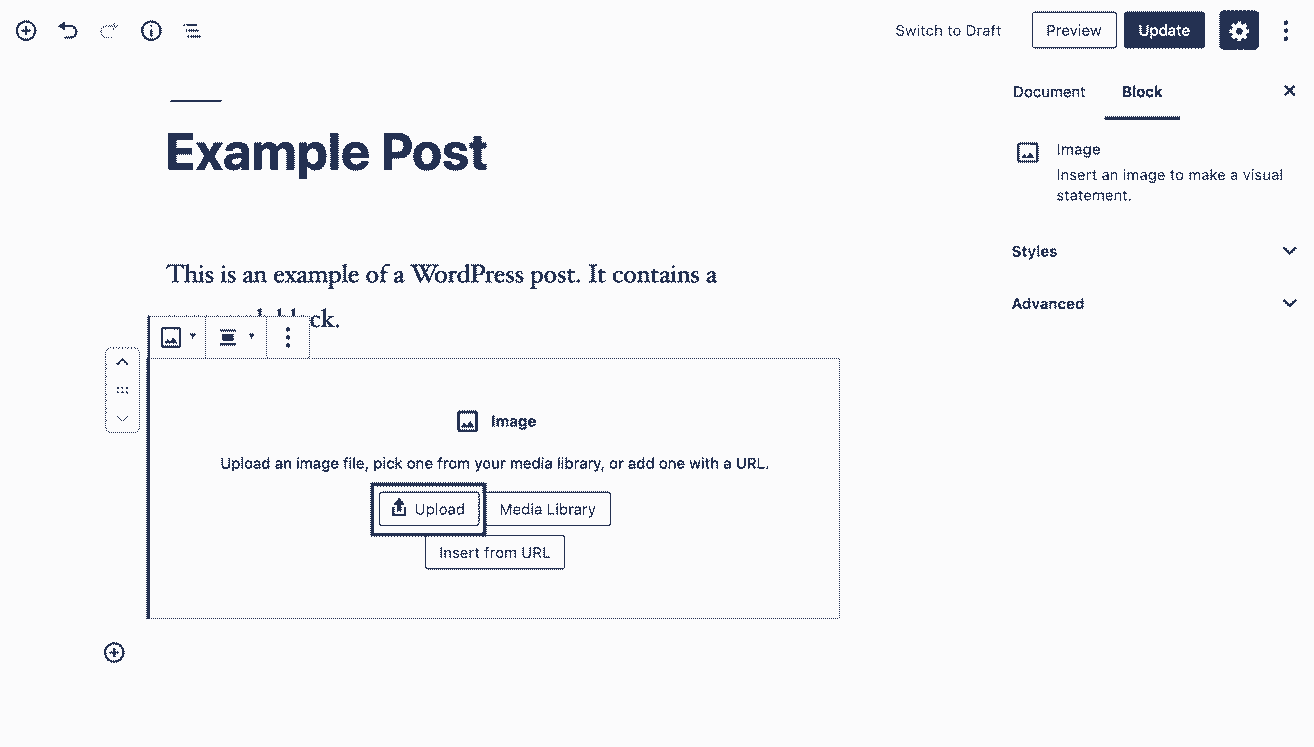 Switch to Draft
Preview
Update
Document
Block
Example Post
Image
Insert an image to make a visual
statement.
Styles
Advanced
This is an example of a WordPress post. It contains a
ck.
Image
Upload an image file, pick one from your media library, or add one with a URL.
Upload
Media Library
Insert from URL